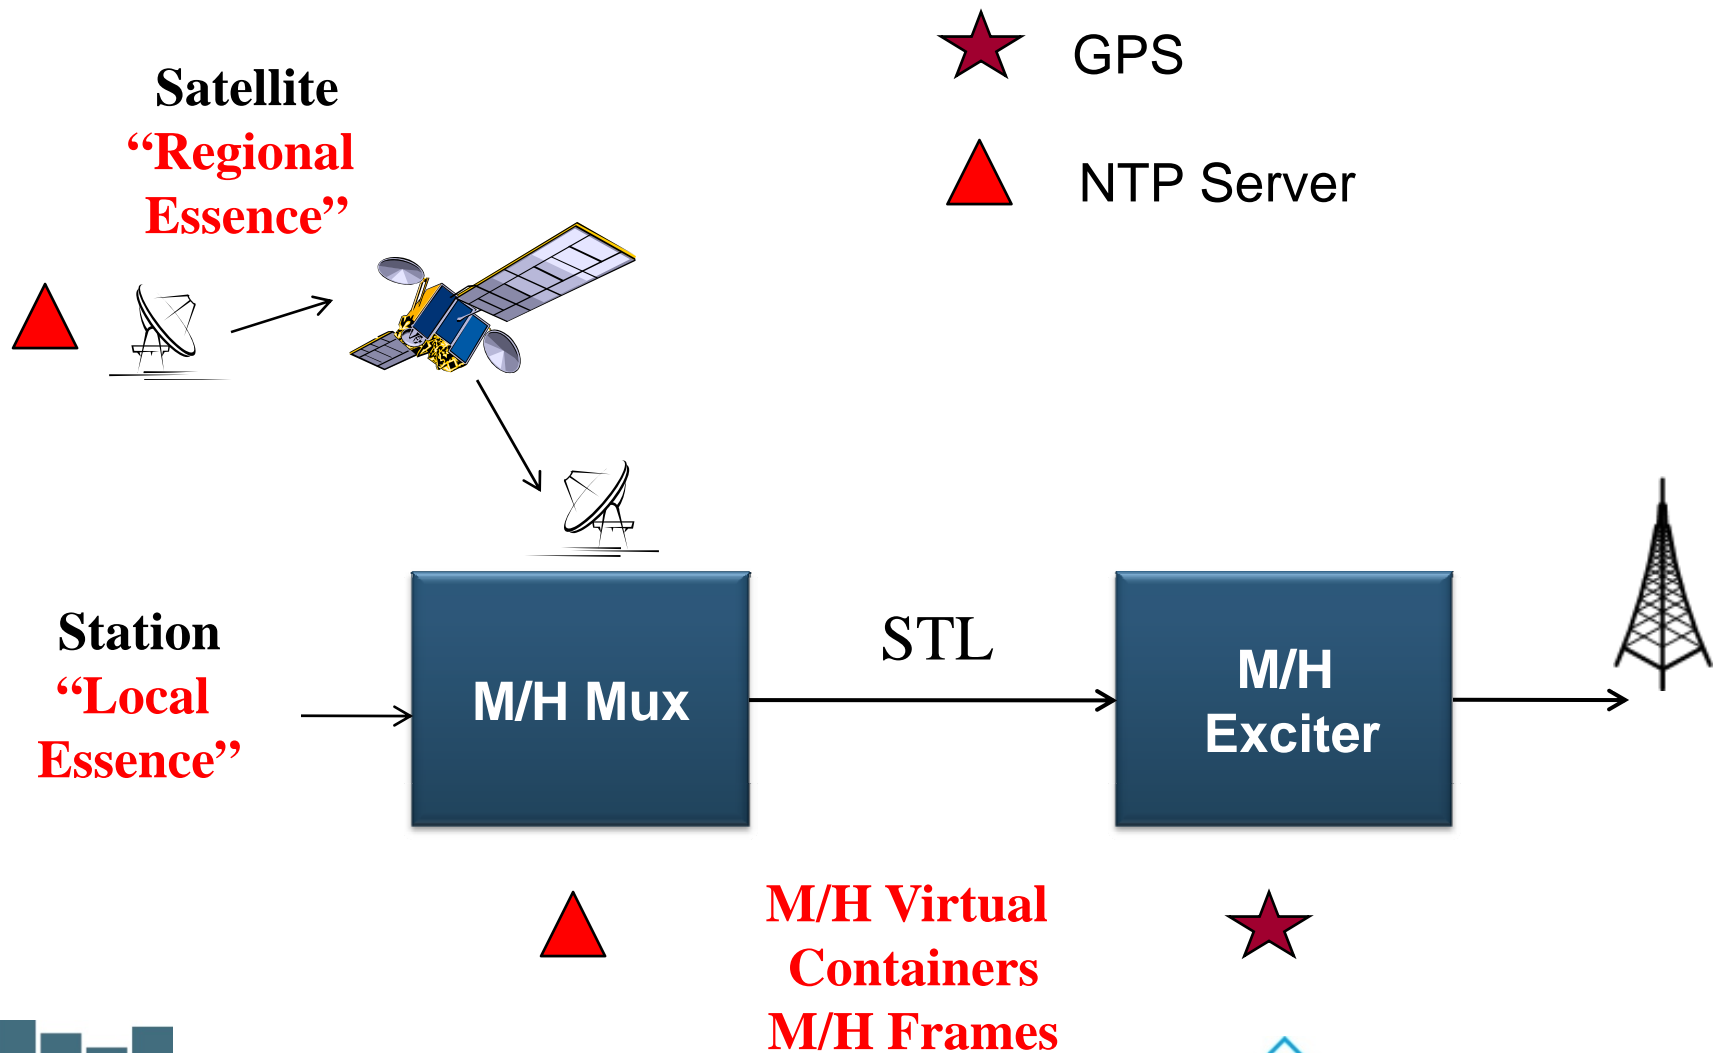 GPS
NTP Server
Satellite
“Regional
Essence”
Station
“Local
Essence”
M/H Mux
STL
M/H
Exciter
M/H Virtual
Containers
M/H Frames